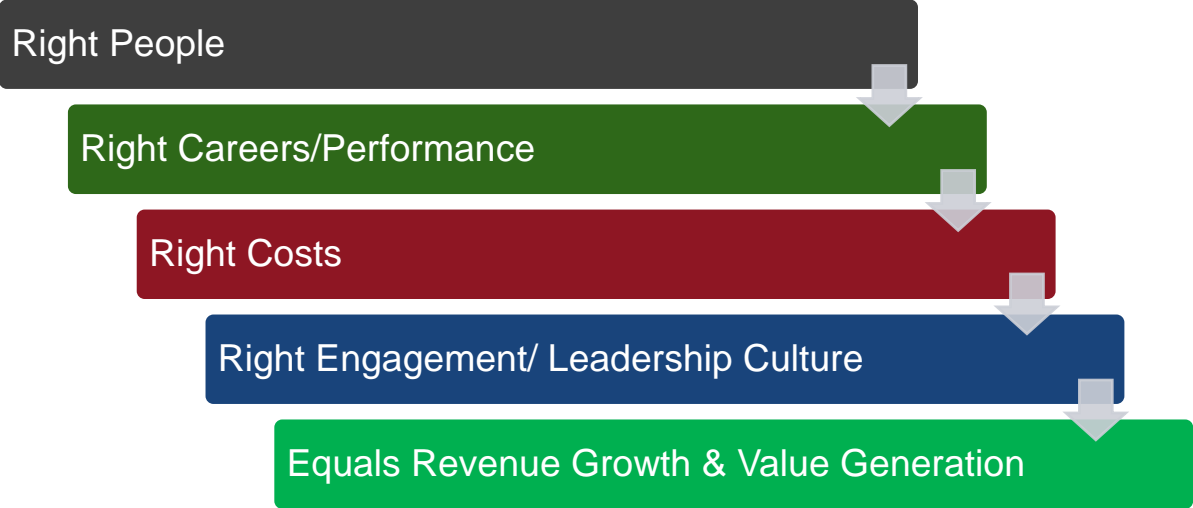 Right People
Right Careers/Performance
Right Costs
Right Engagement/ Leadership Culture
Equals Revenue Growth & Value Generation